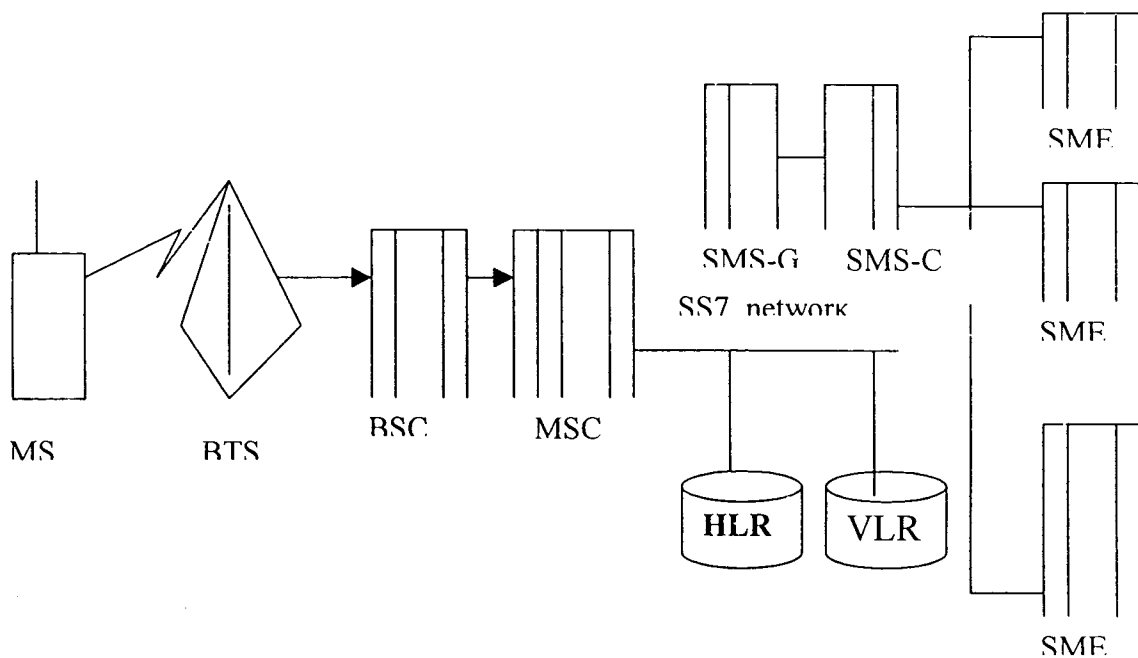 SME
SMS-G SMS-C
SS7 network
SME
BSC MSC
MS BTS
HLR VLR
SME